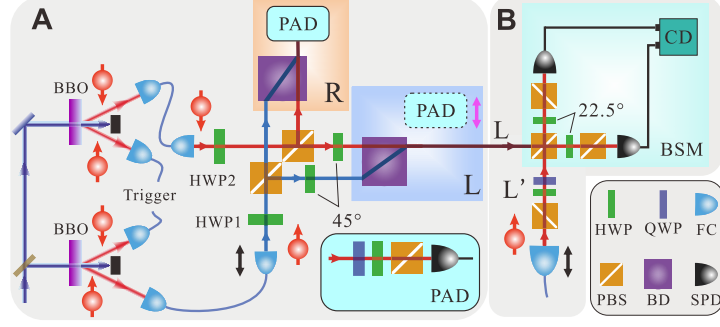 A
B
PAD
CD
BBO
R
PAD
22.5°
L
BSM
HWP2
L
L'
Trigger
HWP1
45°
BBO
HWP QWP FC
PAD
PBS BD SPD